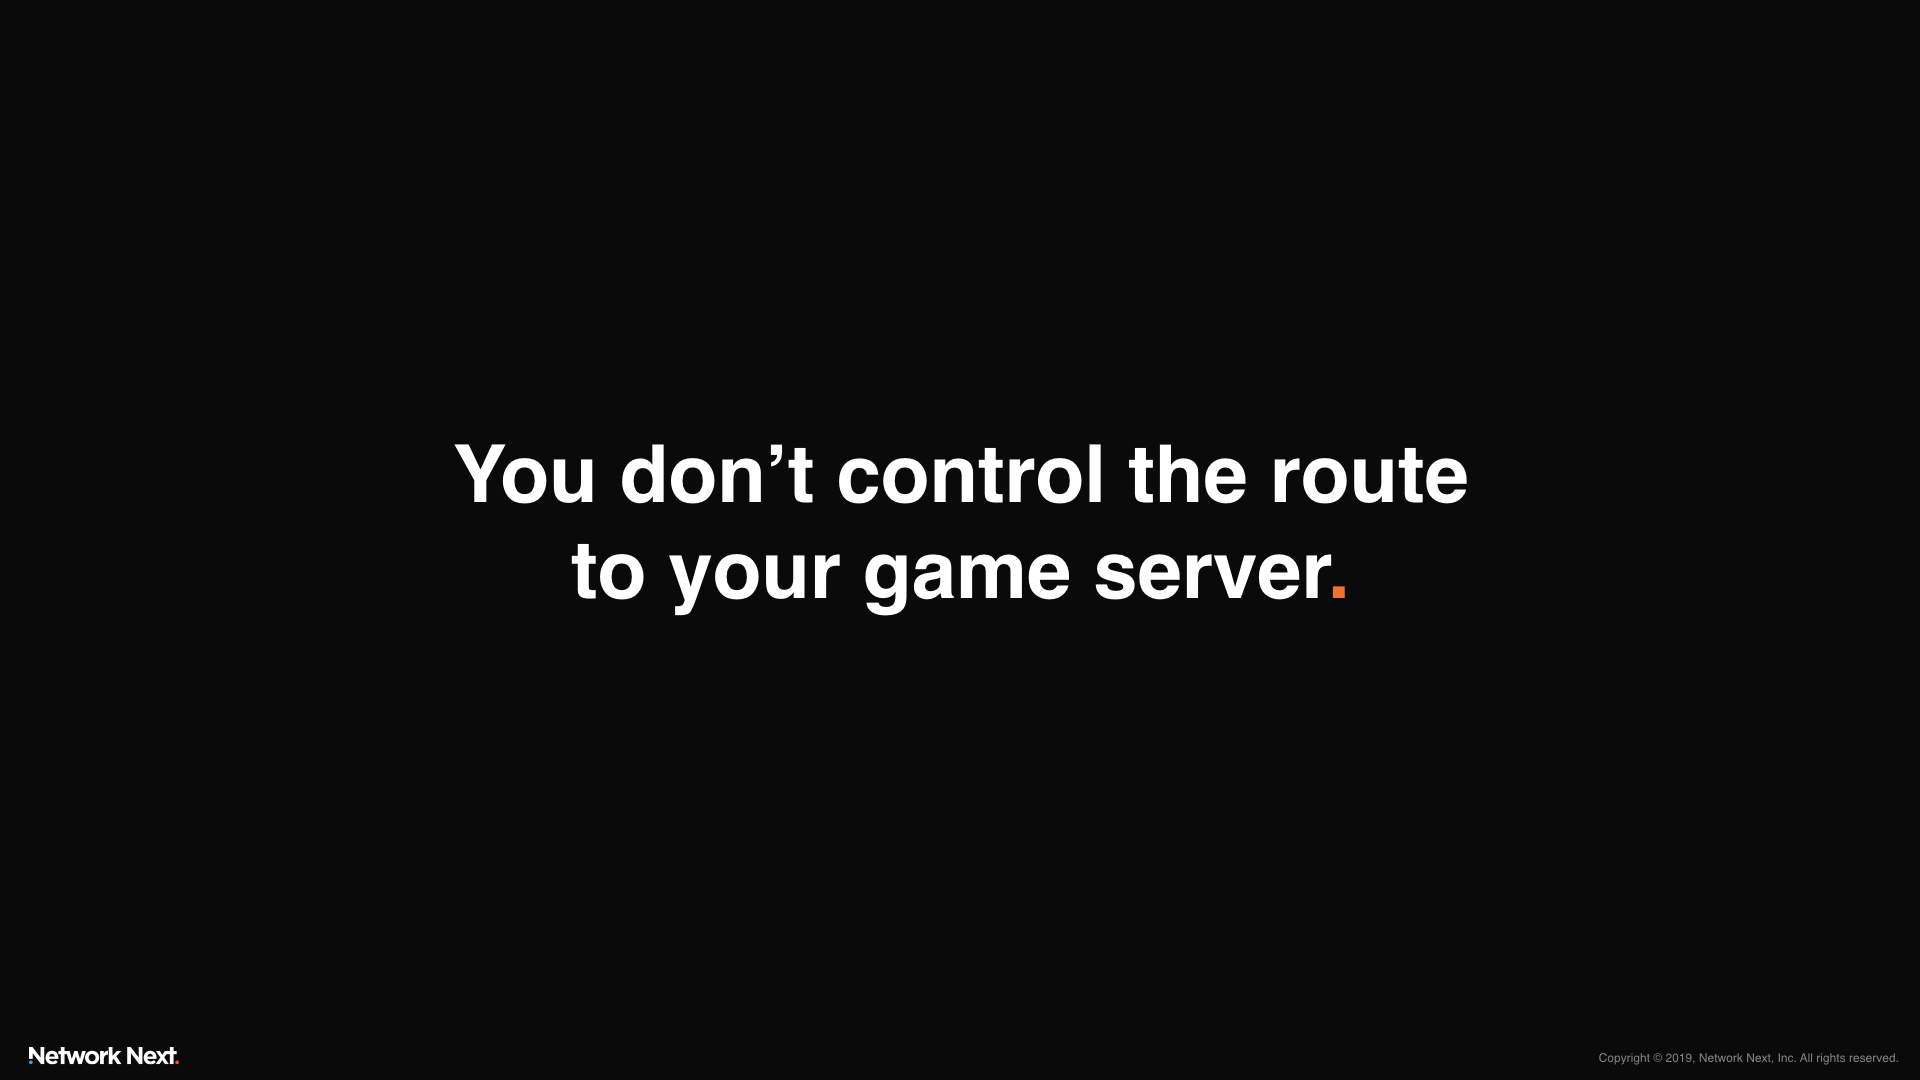 You don’t control the route
to your game server.
Network Next.
Copyright © 2019, Network Next, Inc. All rights reserved.